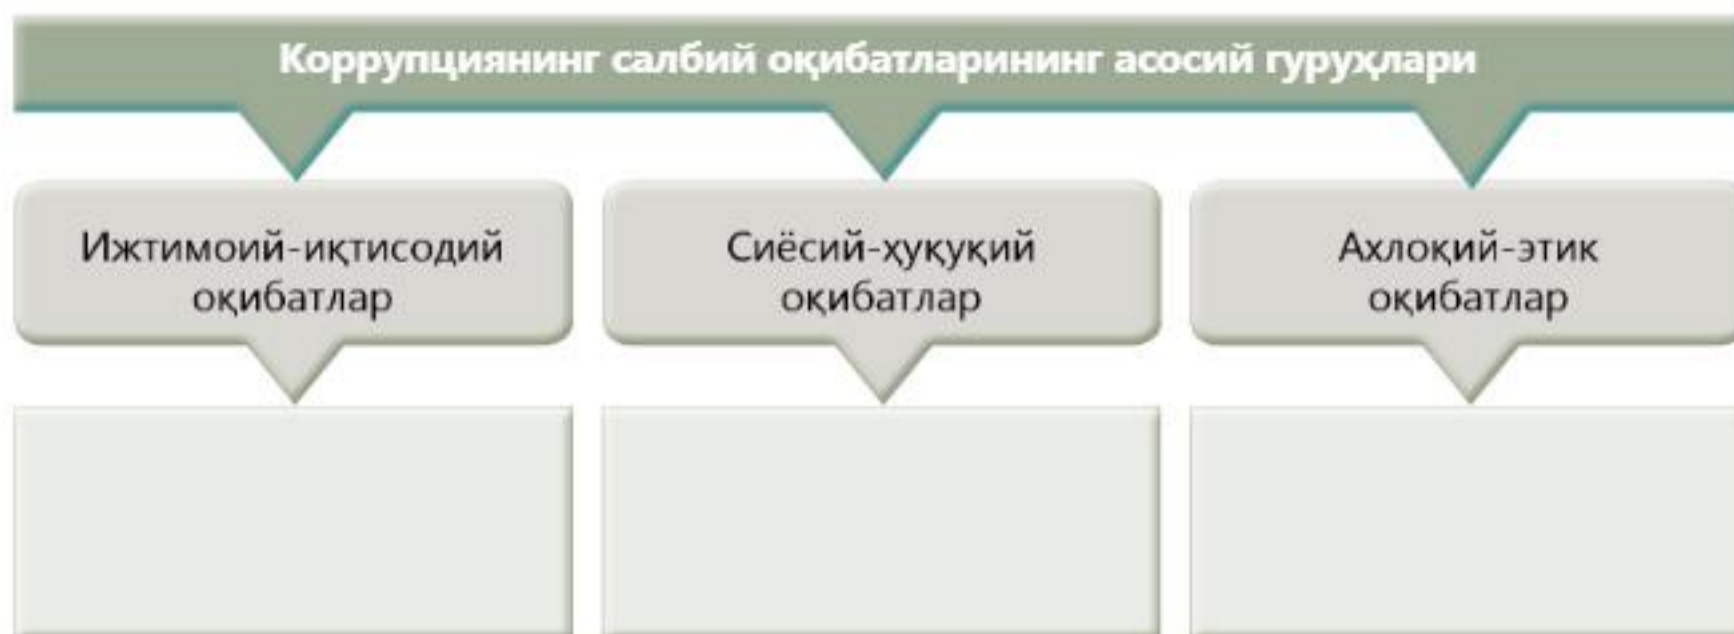 Коррупциянинг салбий оқибатларининг асосий гуруҳлари
Ижтимоий-иқтисодий
оқибатлар
Сиёсий-ҳуқуқий
оқибатлар
Ахлоқий-этик
оқибатлар